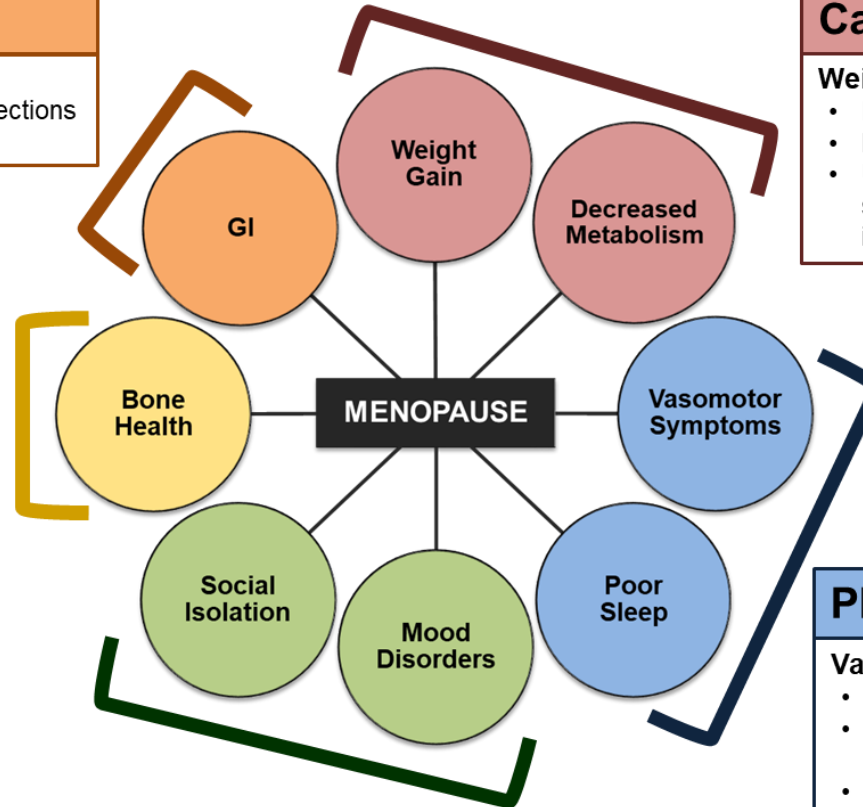 ections
Ca
Wei
Weight
Gain
Decreased
Metabolism
GI
Bone
Health
MENOPAUSE
Vasomotor
Symptoms
Social
Isolation
Mood
Disorders
Poor
Sleep
Pl
Va